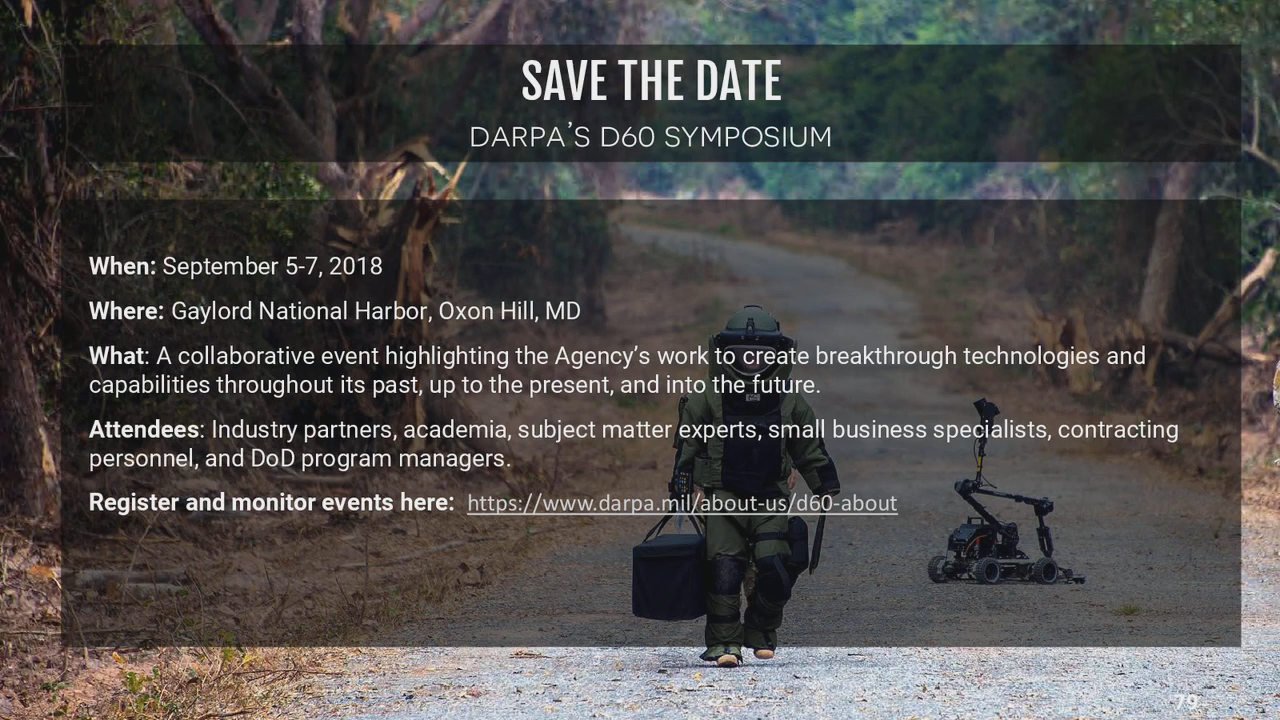 SAVE THE DATE
DARPA'S D60 SYMPOSIUM
When: September 5-7, 2018
Where: Gaylord National Harbor, Oxon Hill, MD
What: A collaborative event highlighting the Agency’s work to create breakthrough technologies and
capabilities throughout its past, up to the present, and into the future.
Attendees: Industry partners, academia, subject matter experts, small business specialists, contracting
personnel, and DoD program managers.
Register and monitor events here: https://www.darpa.mil/about-us/d60-about
79